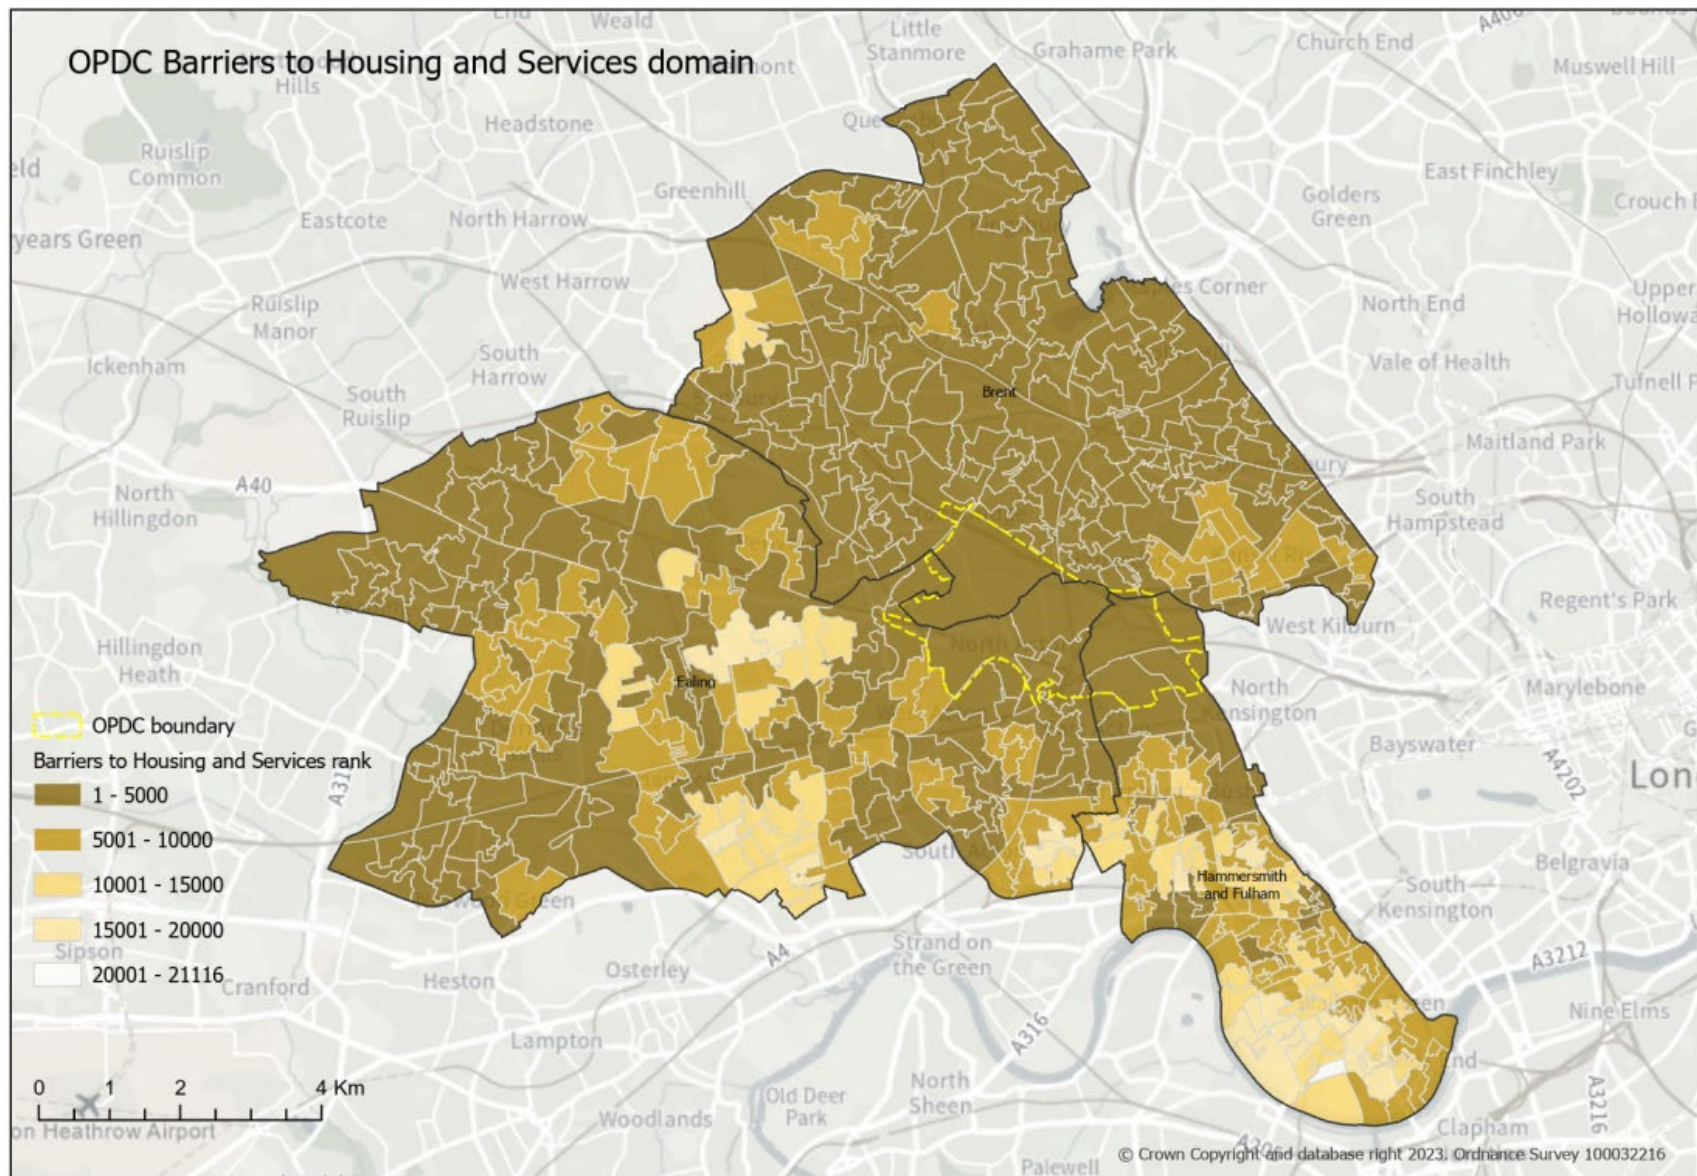 OPDC Barriers to Housing and Services domain
Weald
Little
Stanmore
Grahame Park
Church End
Muswell Hill
Hills
Headstone
Ruislip
Common
Greenhill
East Finchley
Golders
Green
Eastcote
North Harrow
years Green
West Harrow
North End
Upper
Ruislip
Manor
South
Harrow
Vale of Health
Ickenham
South
Ruislip
Brent
Maitland Park
A40
North
Hillingdon
South
Hampstead
Regent's Park
West Kilburn
Hillingdon
Heath
Ealing
North
Kensington
Marylebone
OPDC boundary
Bayswater
Barriers to Housing and Services rank
A4202
1 - 5000
5001 - 10000
10001 - 15000
15001 - 20000
20001 - 21116
Belgravia
Hammersmith
and Fulham
South
Kensington
Sipson
Cranford
Heston
Osterley
A4
Strand on
the Green
A3212
Nine Elms
Lampton
A316
North
Sheen
Old Deer
Park
Woodlands
A3216
Clapham
Palewell
0 1 2 4 Km
on Heathrow Airport
© Crown Copyright and database right 2023. Ordnance Survey 100032216